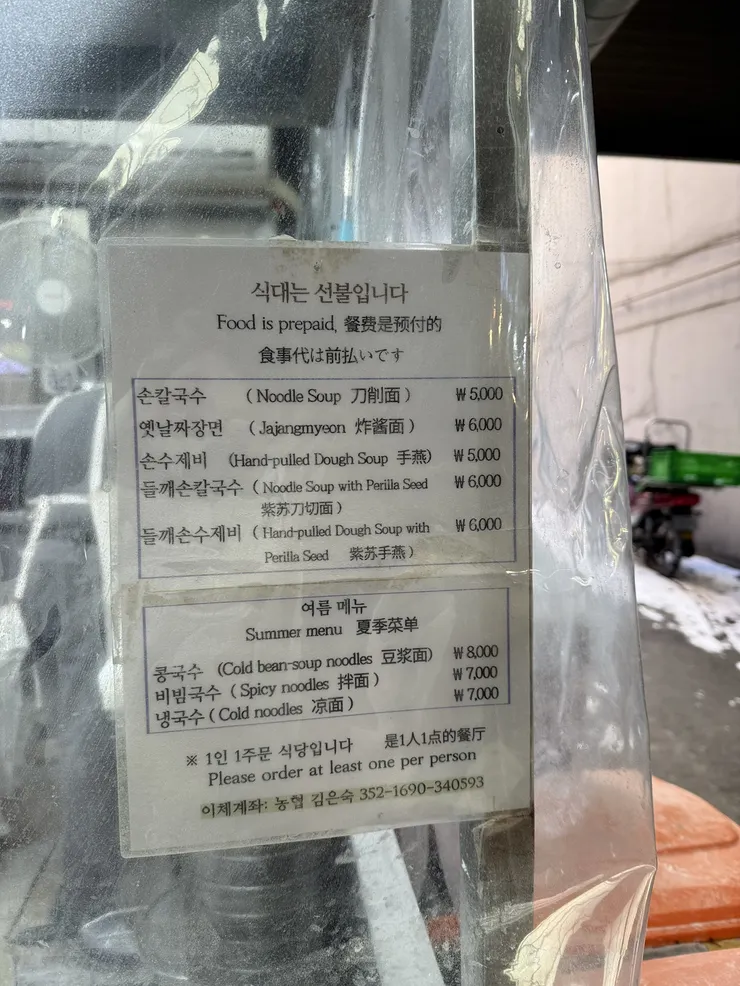 식대는 선불입니다
Food is prepaid, 餐费是预付的
食事代は前払いです
손칼국수 ( Noodle Soup 刀削面 ) ₩ 5,000
옛날짜장면 ( Jajangmyeon 炸酱面 ) ₩ 6,000
손수제비 (Hand-pulled Dough Soup 手燕) ₩ 5,000
들깨손칼국수 ( Noodle Soup with Perilla Seed ₩ 6,000
紫苏刀切面 )
들깨손수제비 ( Hand-pulled Dough Soup with ₩ 6,000
Perilla Seed 紫苏手燕 )
여름 메뉴
Summer menu 夏季菜单
콩국수 (Cold bean-soup noodles 豆浆面) ₩ 8,000
비빔국수 ( Spicy noodles 拌面 ) ₩ 7,000
냉국수 ( Cold noodles 凉面 ) ₩ 7,000
※ 1인 1주문 식당입니다 是1人1点的餐厅
Please order at least one per person
이체계좌: 농협 김은숙 352-1690-340593